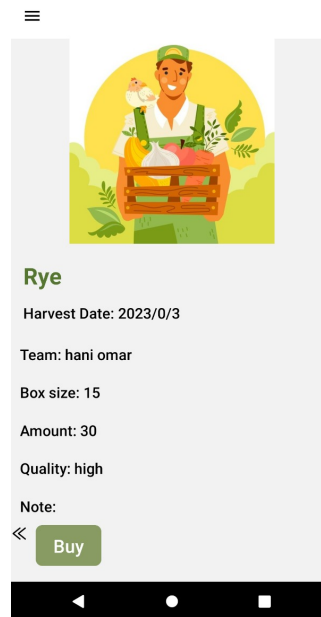 Rye
Harvest Date: 2023/0/3
Team: hani omar
Box size: 15
Amount: 30
Quality: high
Note:
Buy